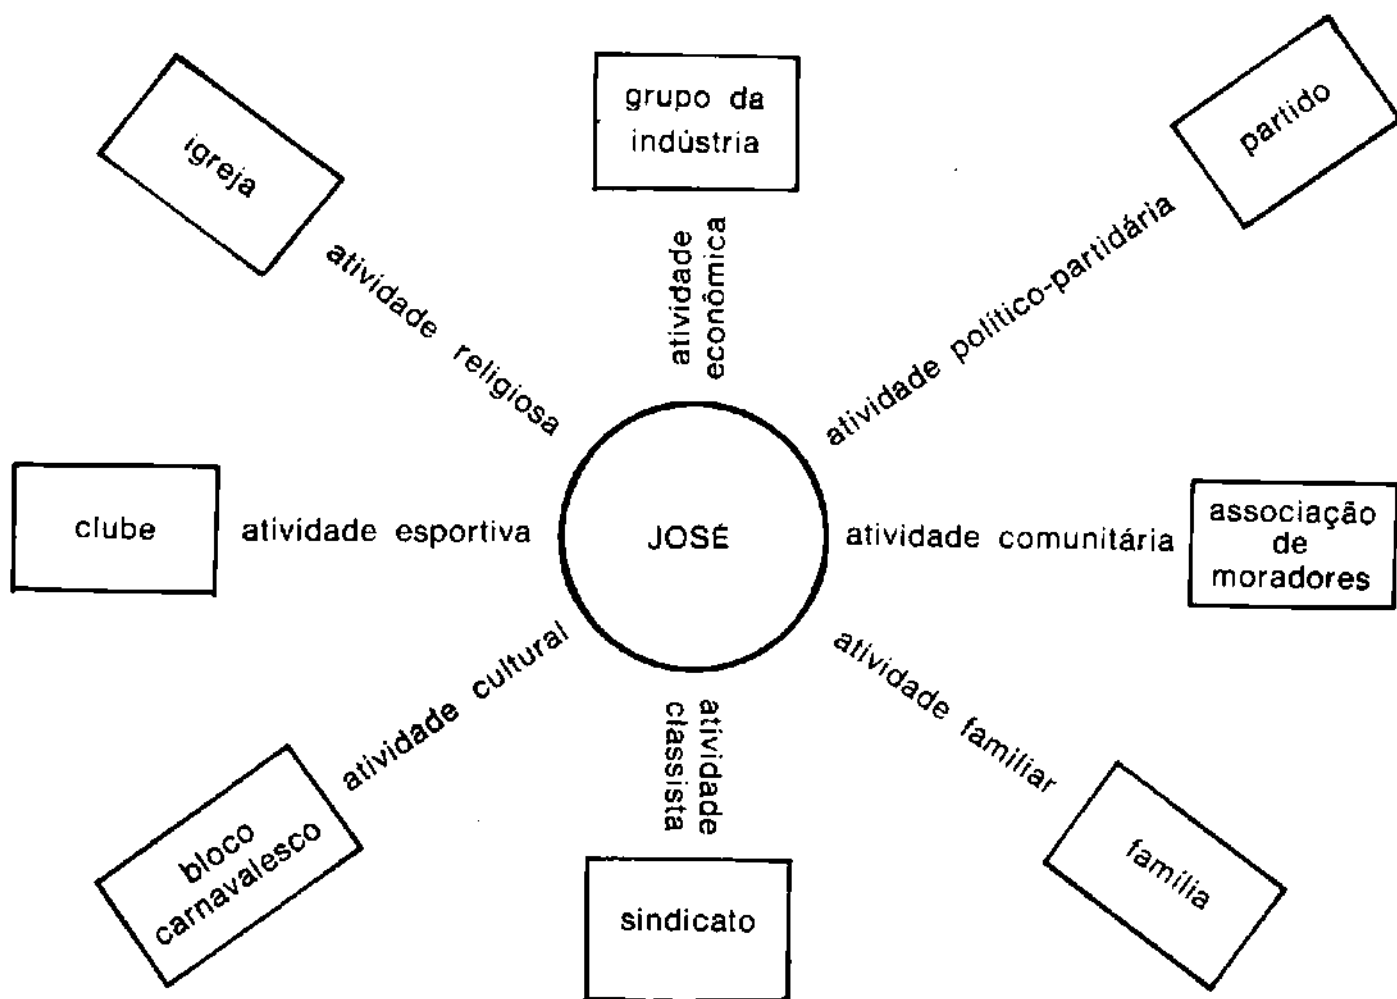 grupo da
indústria
partido
igreja
atividade
econômica
atividade político-partidária
atividade religiosa
clube
atividade esportiva
JOSÉ
atividade comunitária
associação
de
moradores
atividade cultural
atividade
classista
atividade familiar
bloco
carnavalesco
sindicato
família